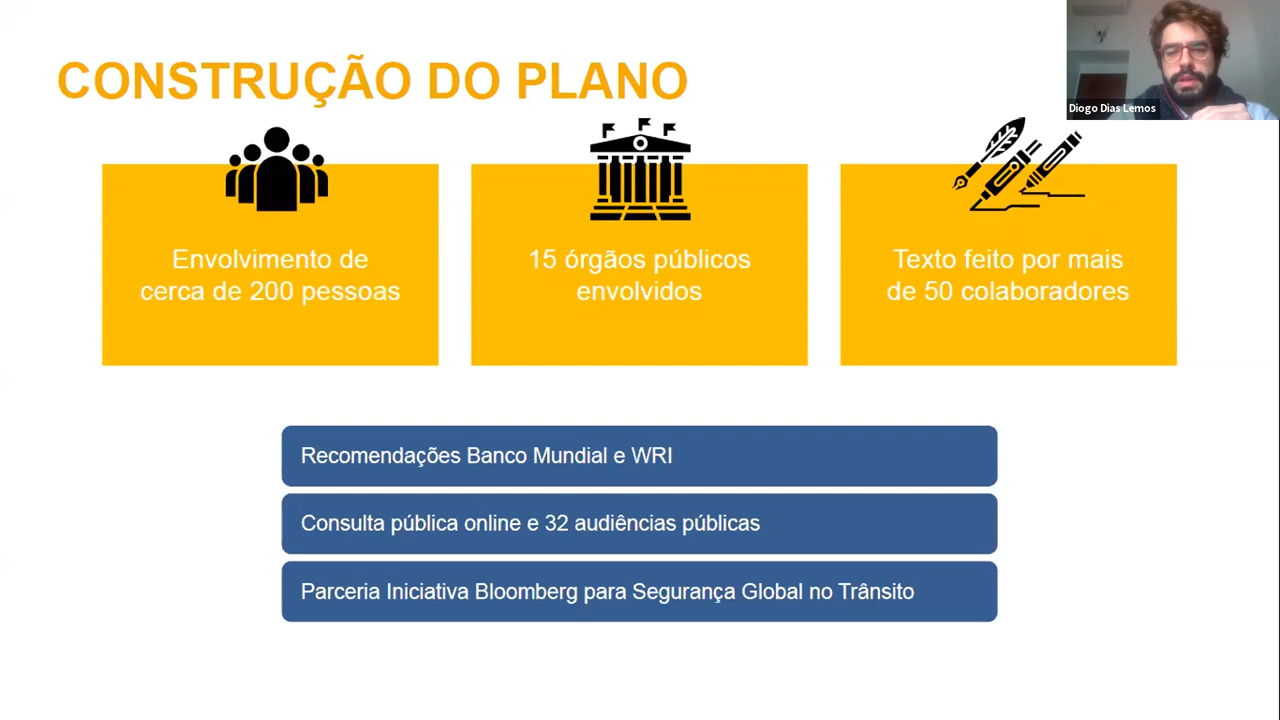 CONSTRUÇÃO DO PLANO
Diogo Dias Lemos
Envolvimento de
cerca de 200 pessoas
15 órgãos públicos
envolvidos
Texto feito por mais
de 50 colaboradores
Recomendações Banco Mundial e WRI
Consulta pública online e 32 audiências públicas
Parceria Iniciativa Bloomberg para Segurança Global no Trânsito